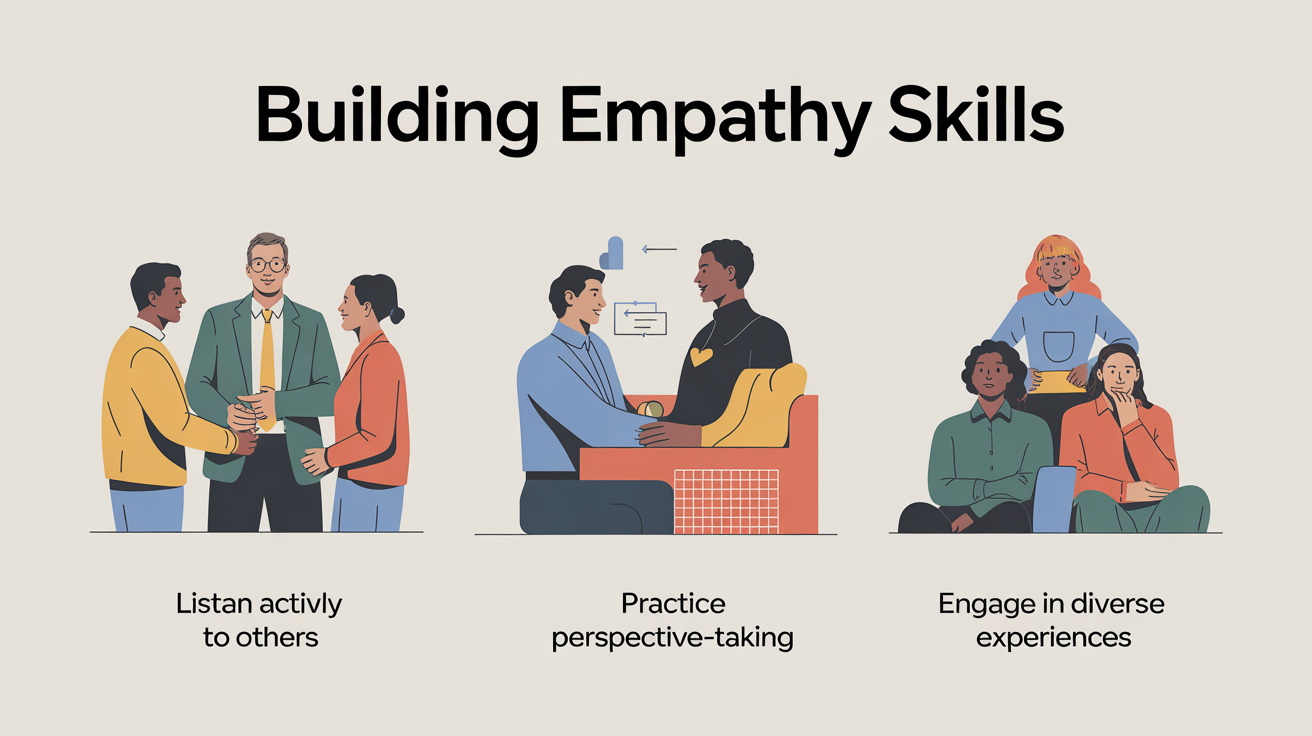 Building Empathy Skills
Listan activly
to others
Practice
perspective-taking
Engage in diverse
experiences